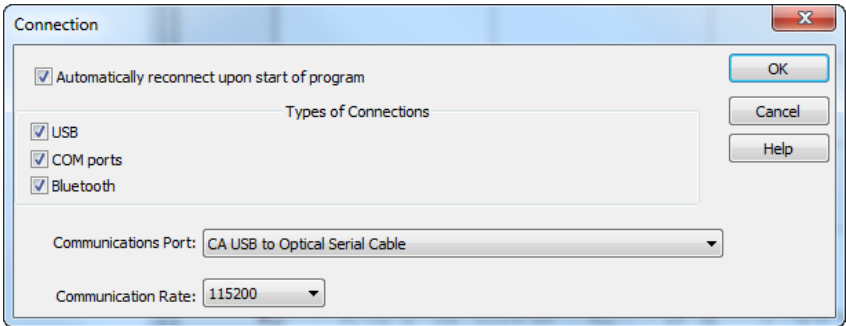 Connection
Automatically reconnect upon start of program
OK
Types of Connections
Cancel
USB
COM ports
Help
Bluetooth
Communications Port: CA USB to Optical Serial Cable
Communication Rate: 115200